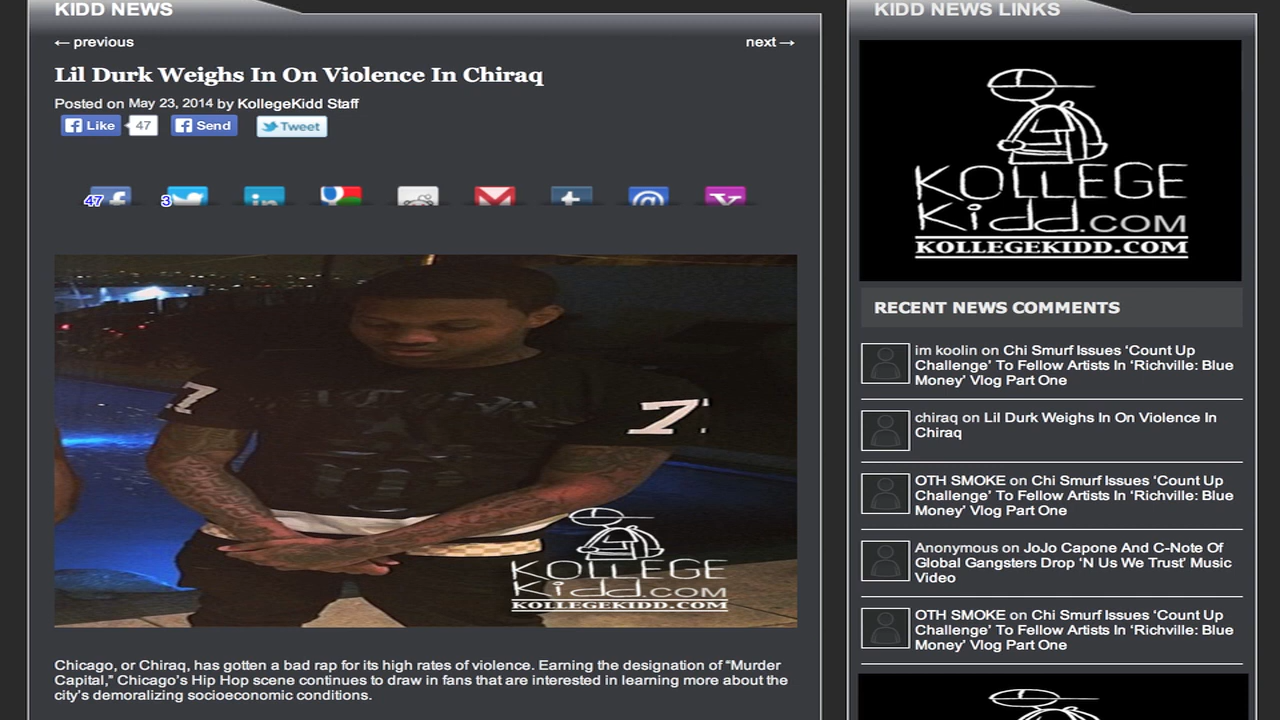 KIDD NEWS
← previous
next →
Lil Durk Weighs In On Violence In Chiraq
Posted on May 23, 2014 by KollegeKidd Staff
Like 47 Send Tweet
47 3 in t @ Y
7 7
KOLLEGE
Kidd.COM
KOLLEGEKIDD.COM
Chicago, or Chiraq, has gotten a bad rap for its high rates of violence. Earning the designation of “Murder
Capital,” Chicago’s Hip Hop scene continues to draw in fans that are interested in learning more about the
city’s demoralizing socioeconomic conditions.
KIDD NEWS LINKS
KOLLEGE
Kidd.COM
KOLLEGEKIDD.COM
RECENT NEWS COMMENTS
im koolin on Chi Smurf Issues ‘Count Up
Challenge’ To Fellow Artists In ‘Richville: Blue
Money’ Vlog Part One
chiraq on Lil Durk Weighs In On Violence In
Chiraq
OTH SMOKE on Chi Smurf Issues ‘Count Up
Challenge’ To Fellow Artists In ‘Richville: Blue
Money’ Vlog Part One
Anonymous on JoJo Capone And C-Note Of
Global Gangsters Drop ‘N Us We Trust’ Music
Video
OTH SMOKE on Chi Smurf Issues ‘Count Up
Challenge’ To Fellow Artists In ‘Richville: Blue
Money’ Vlog Part One